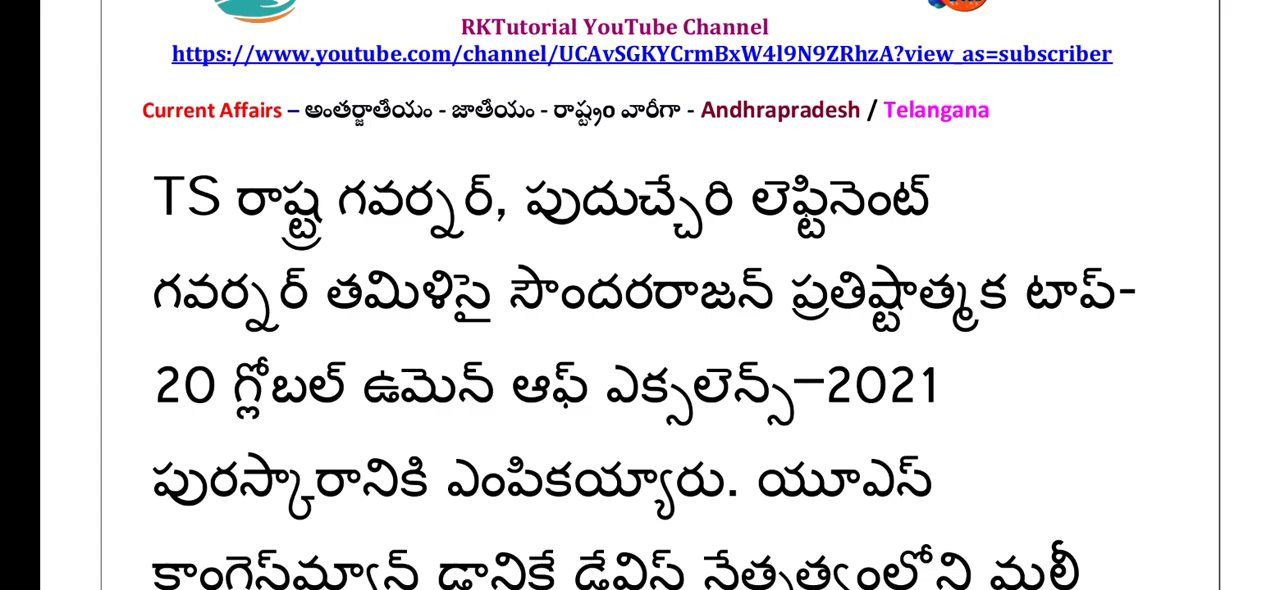 RKTutorial YouTube Channel
https://www.youtube.com/channel/UCAvSGKYCrmBxW4l9N9ZRhzA?view_as=subscriber
Current Affairs – అంతర్జాతీయం - జాతీయం - రాష్ట్రం వారీగా - Andhrapradesh / Telangana
TS రాష్ట్ర గవర్నర్, పుదుచ్చేరి లెఫ్టినెంట్
గవర్నర్ తమిళిసై సౌందరరాజన్ ప్రతిష్టాత్మక టాప్-
20 గ్లోబల్ ఉమెన్ ఆఫ్ ఎక్సలెన్స్–2021
పురస్కారానికి ఎంపికయ్యారు. యూఎస్
కాంగ్రెస్‌మ్యాన్ డానికే డేవిస్ నేతృత్వంలోని మల్టీ